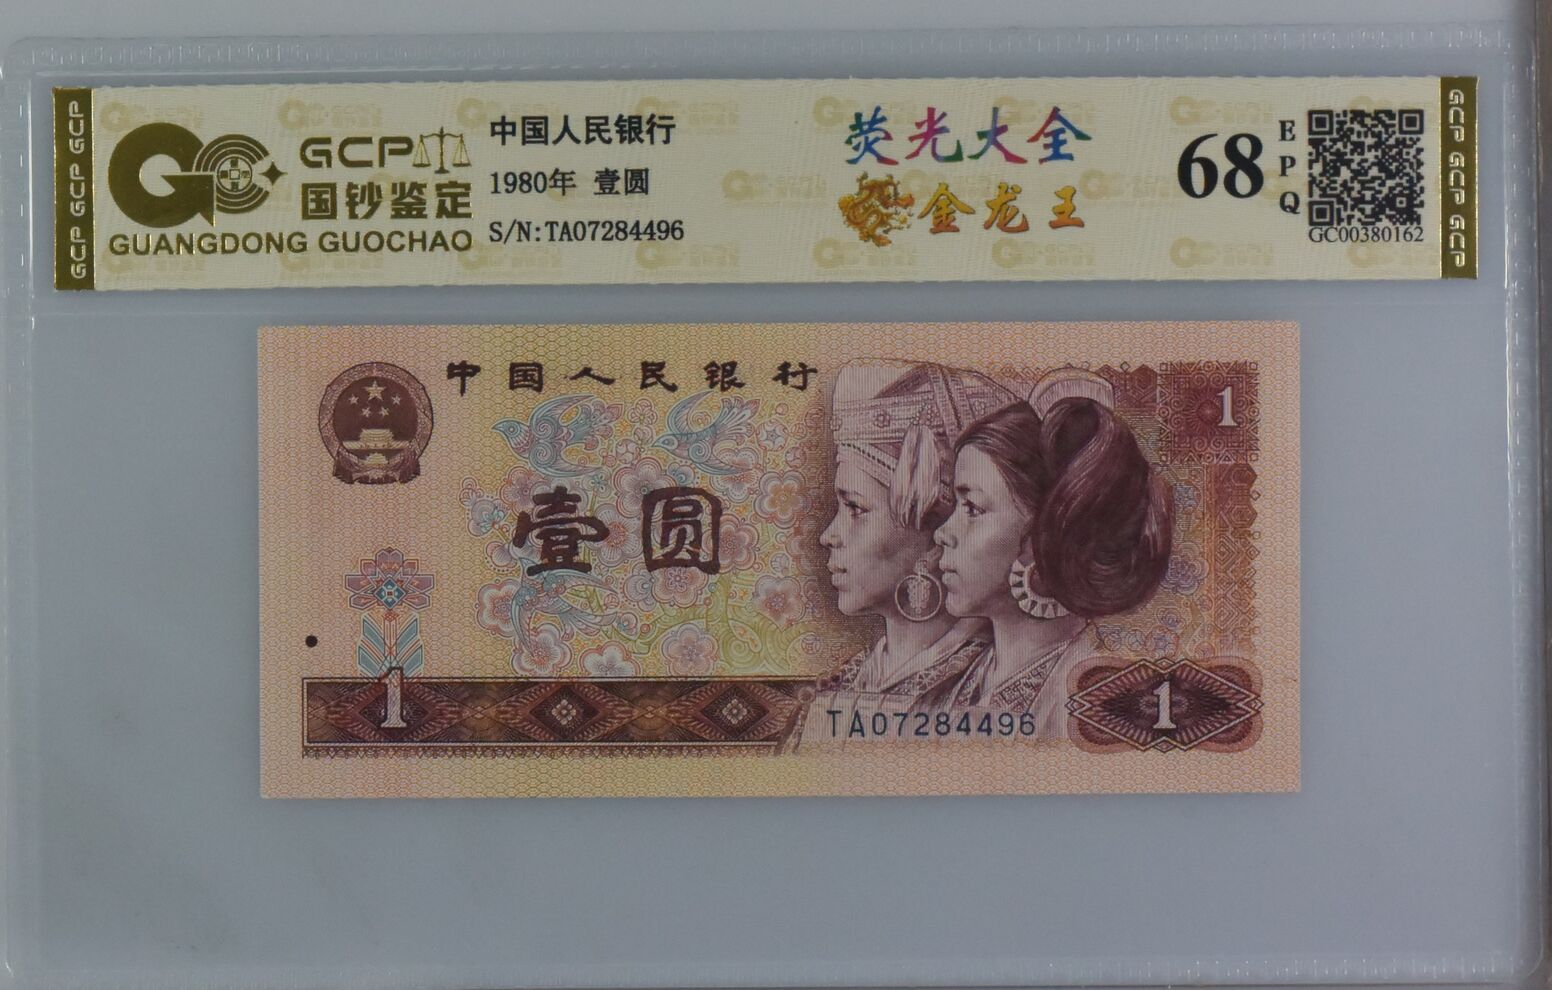 GCP GCP GCP
GCP
国钞鉴定
GUANGDONG GUOCHAO
中国人民银行
1980年 壹圆
S/N:TA07284496
荧光大全
金龙王
68
EPQ
GC00380162
GCP GCP GCP
中国人民银行
1
壹圆
1
TA07284496
1